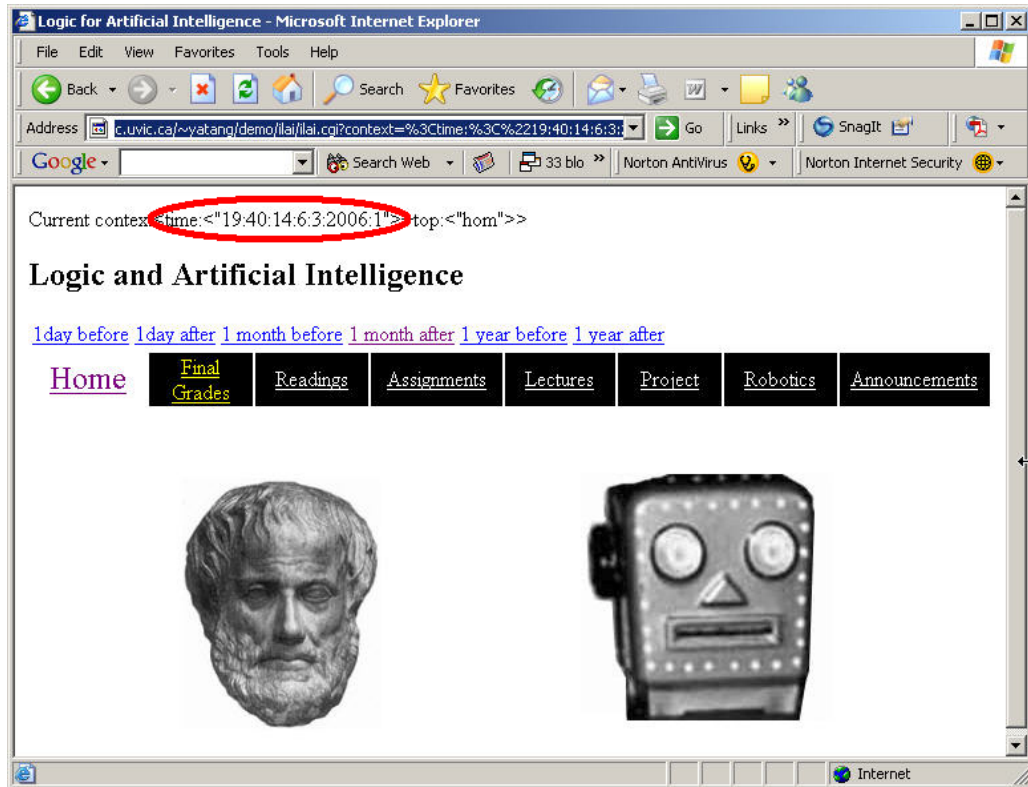 Logic for Artificial Intelligence - Microsoft Internet Explorer
File Edit View Favorites Tools Help
Back Search Favorites
Address c.uvic.ca/~yatang/demo/ilai/ilai.cgi?context=%3Ctime:%3C%2219:40:14:6:3: Go Links » SnagIt
Google Search Web 33 blo » Norton AntiVirus Norton Internet Security
Current contex <time:<"19:40:14:6:3:2006:1"> top:<"hom">>
Logic and Artificial Intelligence
1day before 1day after 1 month before 1 month after 1 year before 1 year after
Home Final Grades Readings Assignments Lectures Project Robotics Announcements
Internet